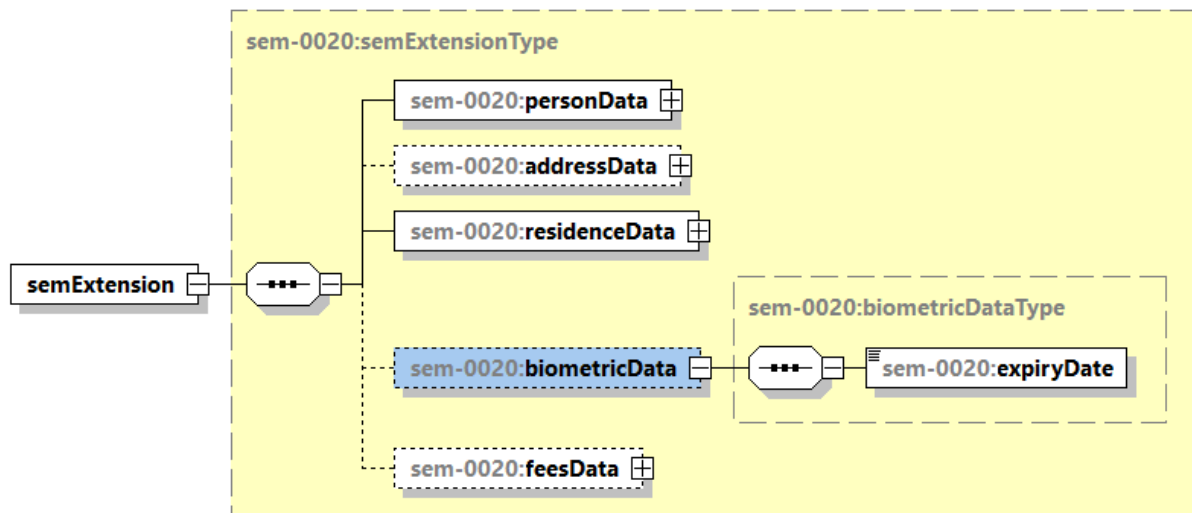 sem-0020:semExtensionType
sem-0020:personData
sem-0020:addressData
sem-0020:residenceData
semExtension
sem-0020:biometricDataType
sem-0020:biometricData
sem-0020:expiryDate
sem-0020:feesData